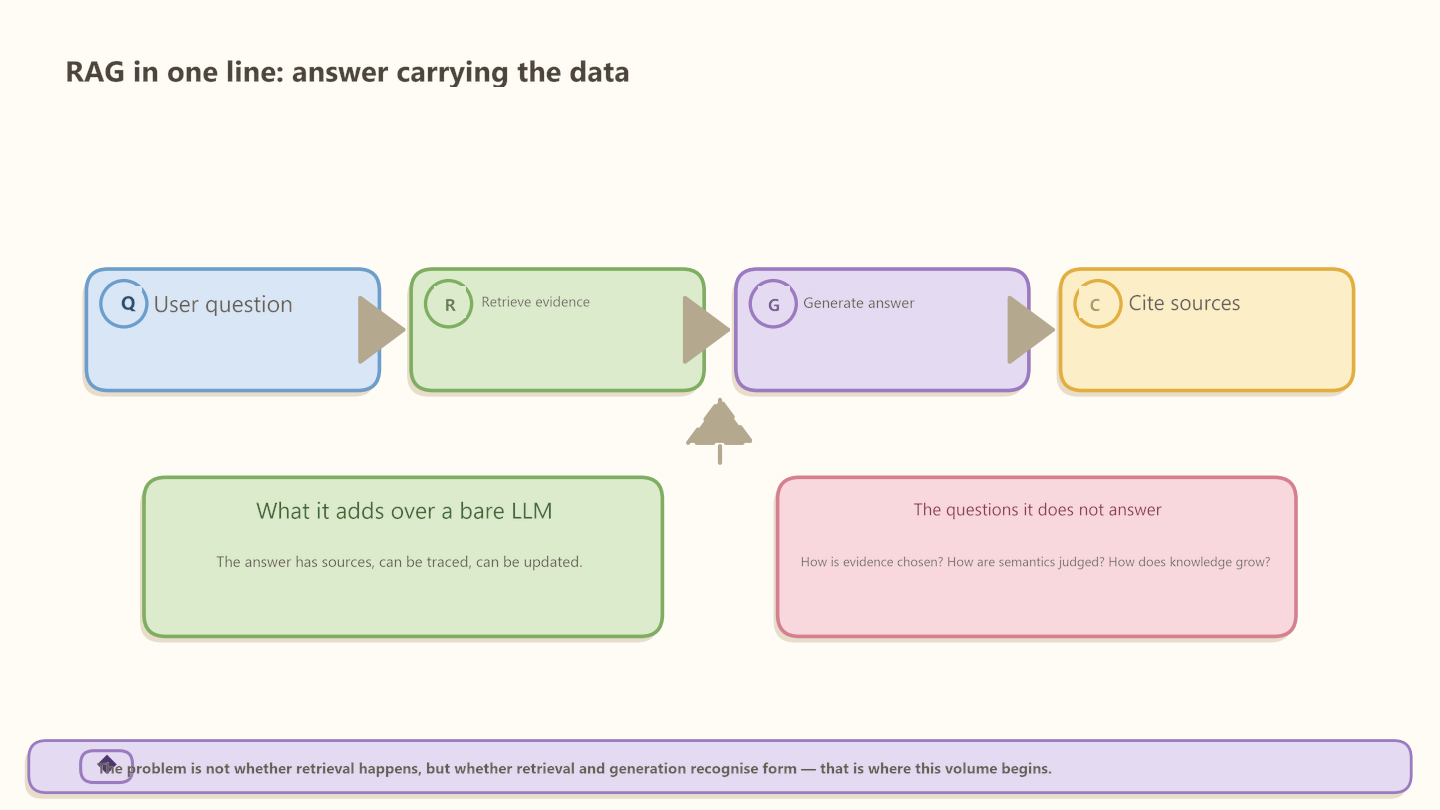 RAG in one line: answer carrying the data
Q User question
R Retrieve evidence
G Generate answer
C Cite sources
What it adds over a bare LLM
The answer has sources, can be traced, can be updated.
The questions it does not answer
How is evidence chosen? How are semantics judged? How does knowledge grow?
The problem is not whether retrieval happens, but whether retrieval and generation recognise form — that is where this volume begins.